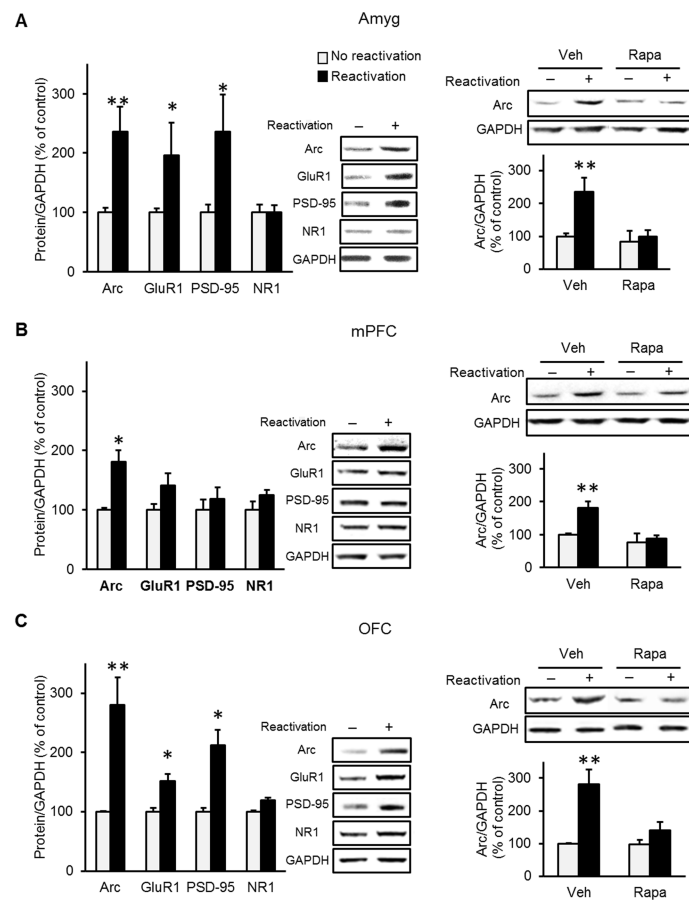 A
Amyg
No reactivation
Reactivation
Protein/GAPDH (% of control)
300
200
100
0
**
*
*
Arc GluR1 PSD-95 NR1
Reactivation – +
Arc
GluR1
PSD-95
NR1
GAPDH
Veh Rapa
Reactivation – + – +
Arc
GAPDH
Arc/GAPDH
(% of control)
300
200
100
0
**
Veh Rapa
B
mPFC
Protein/GAPDH (% of control)
300
200
100
0
*
Arc GluR1 PSD-95 NR1
Reactivation – +
Arc
GluR1
PSD-95
NR1
GAPDH
Veh Rapa
Reactivation – + – +
Arc
GAPDH
Arc/GAPDH
(% of control)
300
200
100
0
**
Veh Rapa
C
OFC
Protein/GAPDH (% of control)
300
200
100
0
**
*
*
Arc GluR1 PSD-95 NR1
Reactivation – +
Arc
GluR1
PSD-95
NR1
GAPDH
Veh Rapa
Reactivation – + – +
Arc
GAPDH
Arc/GAPDH
(% of control)
300
200
100
0
**
Veh Rapa